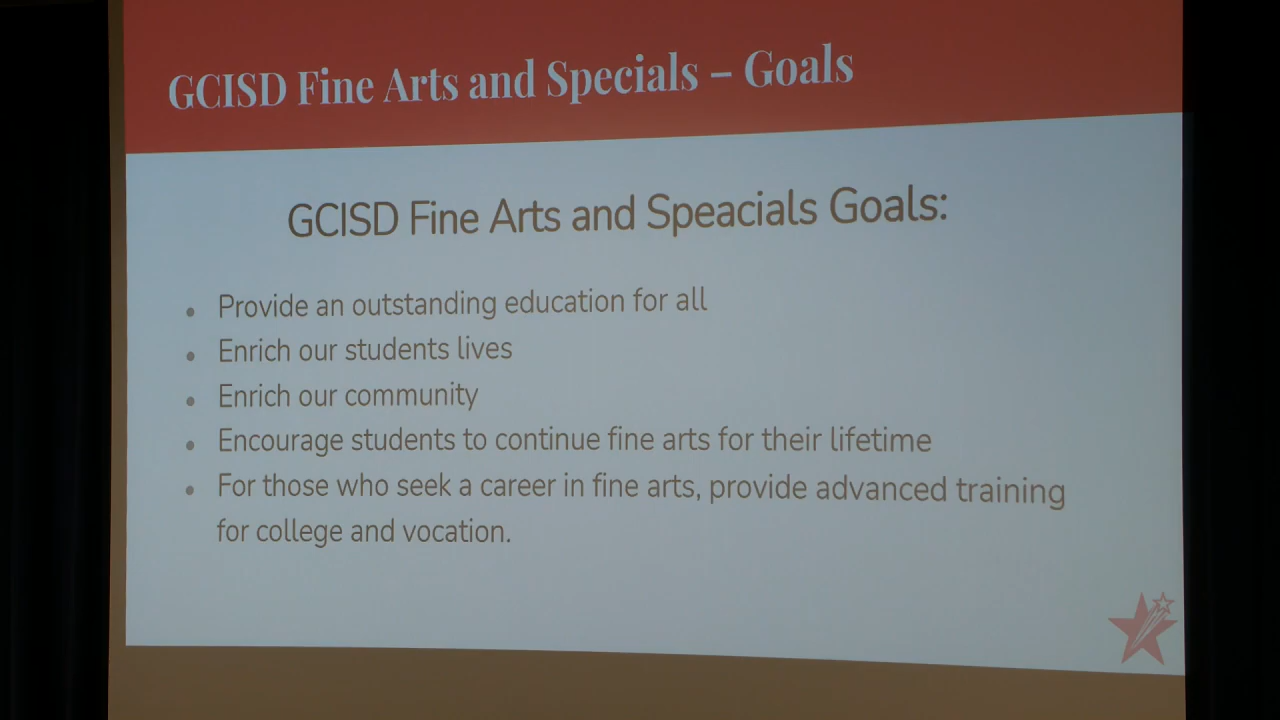 GCISD Fine Arts and Specials – Goals
GCISD Fine Arts and Speacials Goals:
• Provide an outstanding education for all
• Enrich our students lives
• Enrich our community
• Encourage students to continue fine arts for their lifetime
• For those who seek a career in fine arts, provide advanced training
for college and vocation.